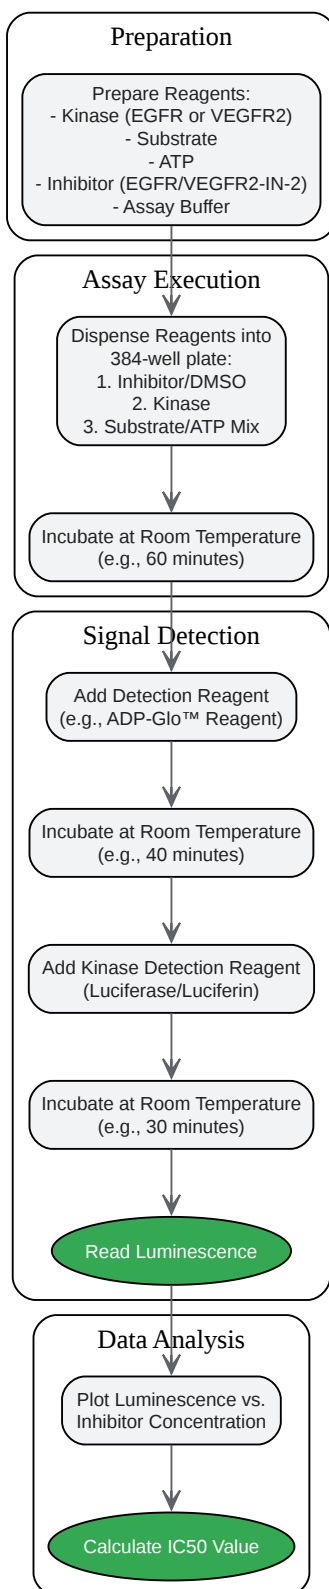 Preparation
Prepare Reagents:
- Kinase (EGFR or VEGFR2)
- Substrate
- ATP
- Inhibitor (EGFR/VEGFR2-IN-2)
- Assay Buffer
Assay Execution
Dispense Reagents into
384-well plate:
1. Inhibitor/DMSO
2. Kinase
3. Substrate/ATP Mix
Incubate at Room Temperature
(e.g., 60 minutes)
Signal Detection
Add Detection Reagent
(e.g., ADP-Glo™ Reagent)
Incubate at Room Temperature
(e.g., 40 minutes)
Add Kinase Detection Reagent
(Luciferase/Luciferin)
Incubate at Room Temperature
(e.g., 30 minutes)
Read Luminescence
Data Analysis
Plot Luminescence vs.
Inhibitor Concentration
Calculate IC50 Value